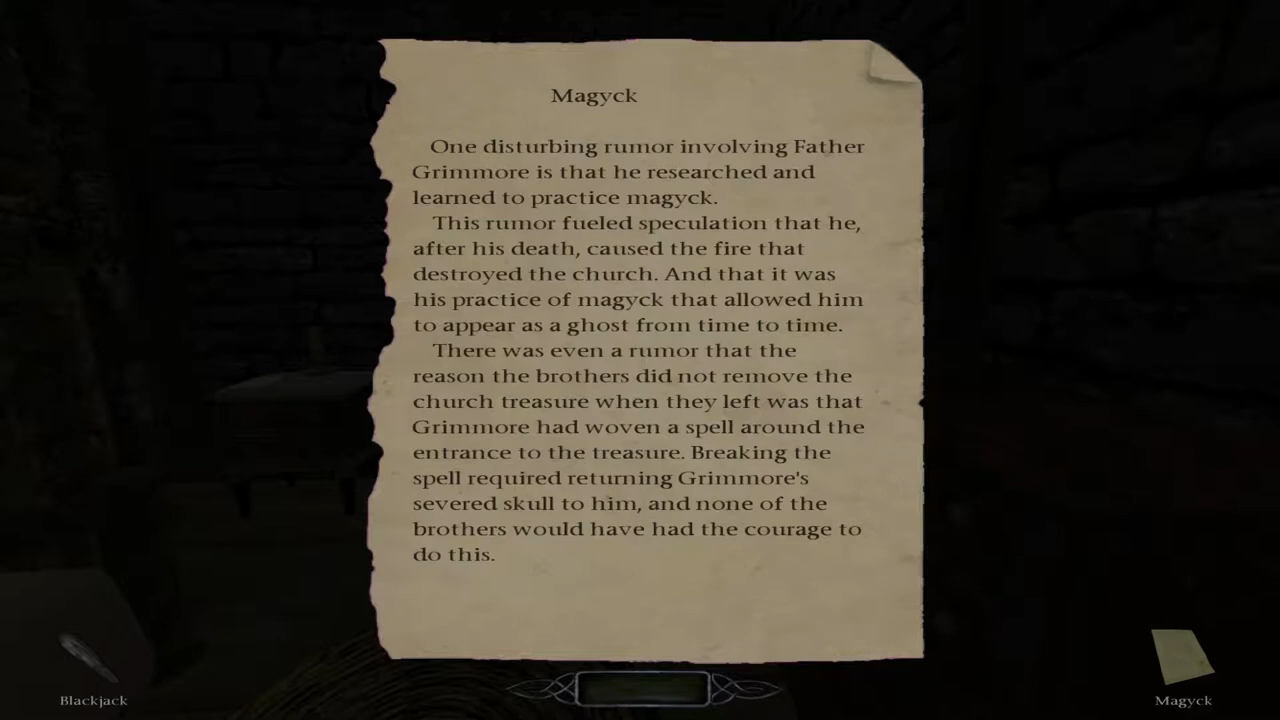 Magyck
One disturbing rumor involving Father
Grimmore is that he researched and
learned to practice magyck.
This rumor fueled speculation that he,
after his death, caused the fire that
destroyed the church. And that it was
his practice of magyck that allowed him
to appear as a ghost from time to time.
There was even a rumor that the
reason the brothers did not remove the
church treasure when they left was that
Grimmore had woven a spell around the
entrance to the treasure. Breaking the
spell required returning Grimmore's
severed skull to him, and none of the
brothers would have had the courage to
do this.
Blackjack
Magyck